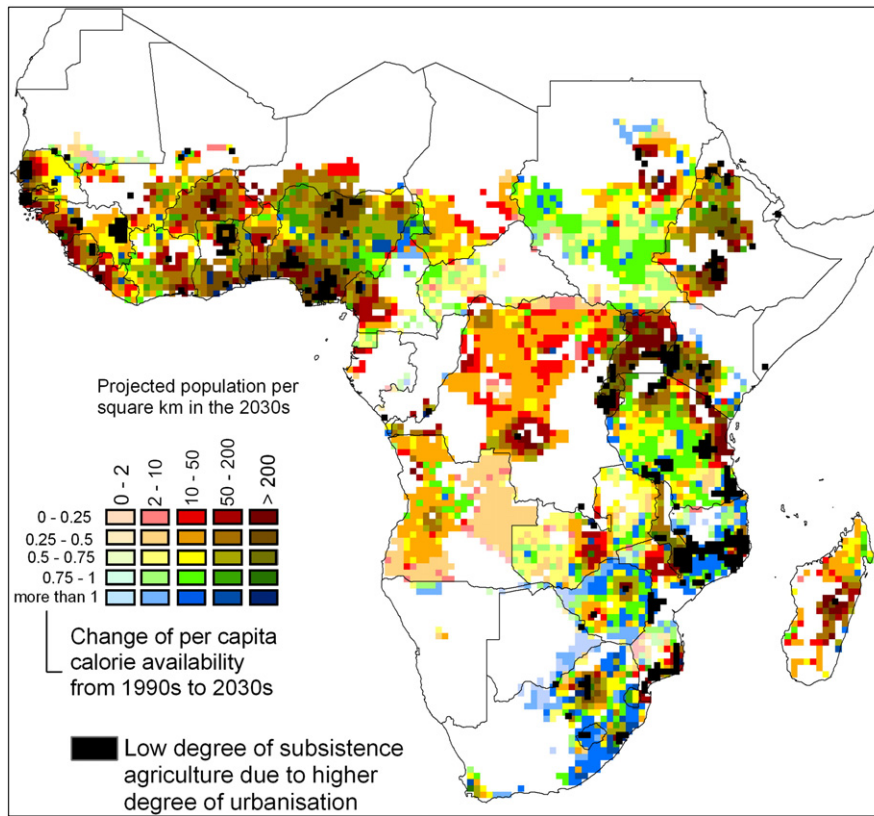 Projected population per
square km in the 2030s
0 - 2
2 - 10
10 - 50
50 - 200
> 200
0 - 0.25
0.25 - 0.5
0.5 - 0.75
0.75 - 1
more than 1
Change of per capita
calorie availability
from 1990s to 2030s
Low degree of subsistence
agriculture due to higher
degree of urbanisation